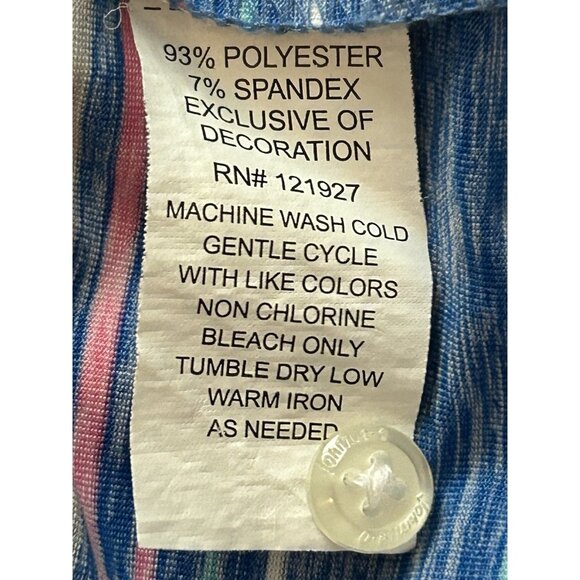 93% POLYESTER
7% SPANDEX
EXCLUSIVE OF
DECORATION
RN# 121927
MACHINE WASH COLD
GENTLE CYCLE
WITH LIKE COLORS
NON CHLORINE
BLEACH ONLY
TUMBLE DRY LOW
WARM IRON
AS NEEDED